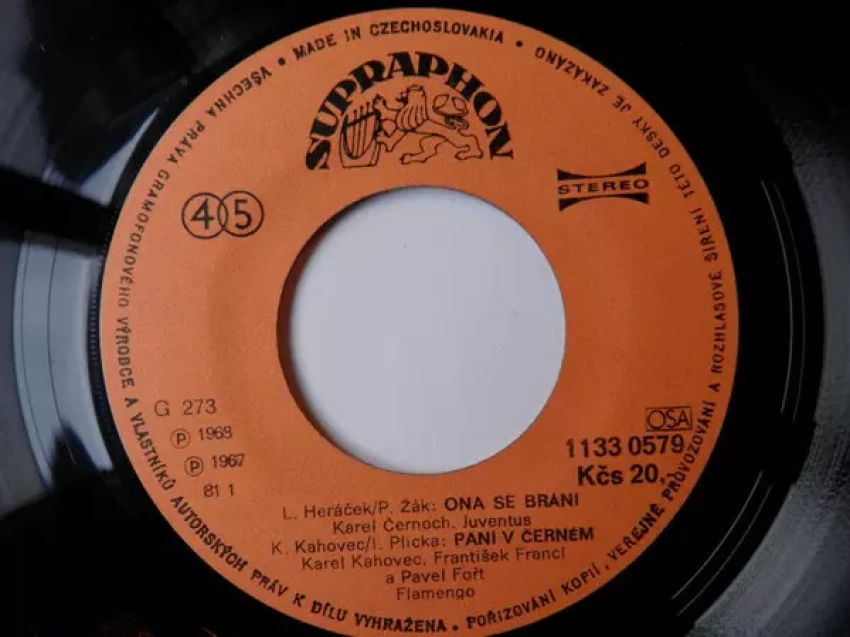 • MADE IN CZECHOSLOVAKIA •
SUPRAPHON
STEREO
45
G 273
Ⓟ 1968
Ⓟ 1967
81 1
OSA
1133 0579
Kčs 20,-
L. Heráček/P. Žák: ONA SE BRÁNÍ
Karel Černoch, Juventus
K. Kahovec/I. Plicka: PANÍ V ČERNÉM
Karel Kahovec, František Francl
a Pavel Fořt
Flamengo
VŠECHNA PRÁVA GRAMOFONOVÉHO VÝROBCE A VLASTNÍKŮ AUTORSKÝCH PRÁV K DÍLU VYHRAŽENA • POŘIZOVÁNÍ KOPIÍ, VEŘEJNÉ PROVOZOVÁNÍ A ROZHLASOVÉ ŠÍŘENÍ TÉTO DESKY JE ZAKÁZÁNO •